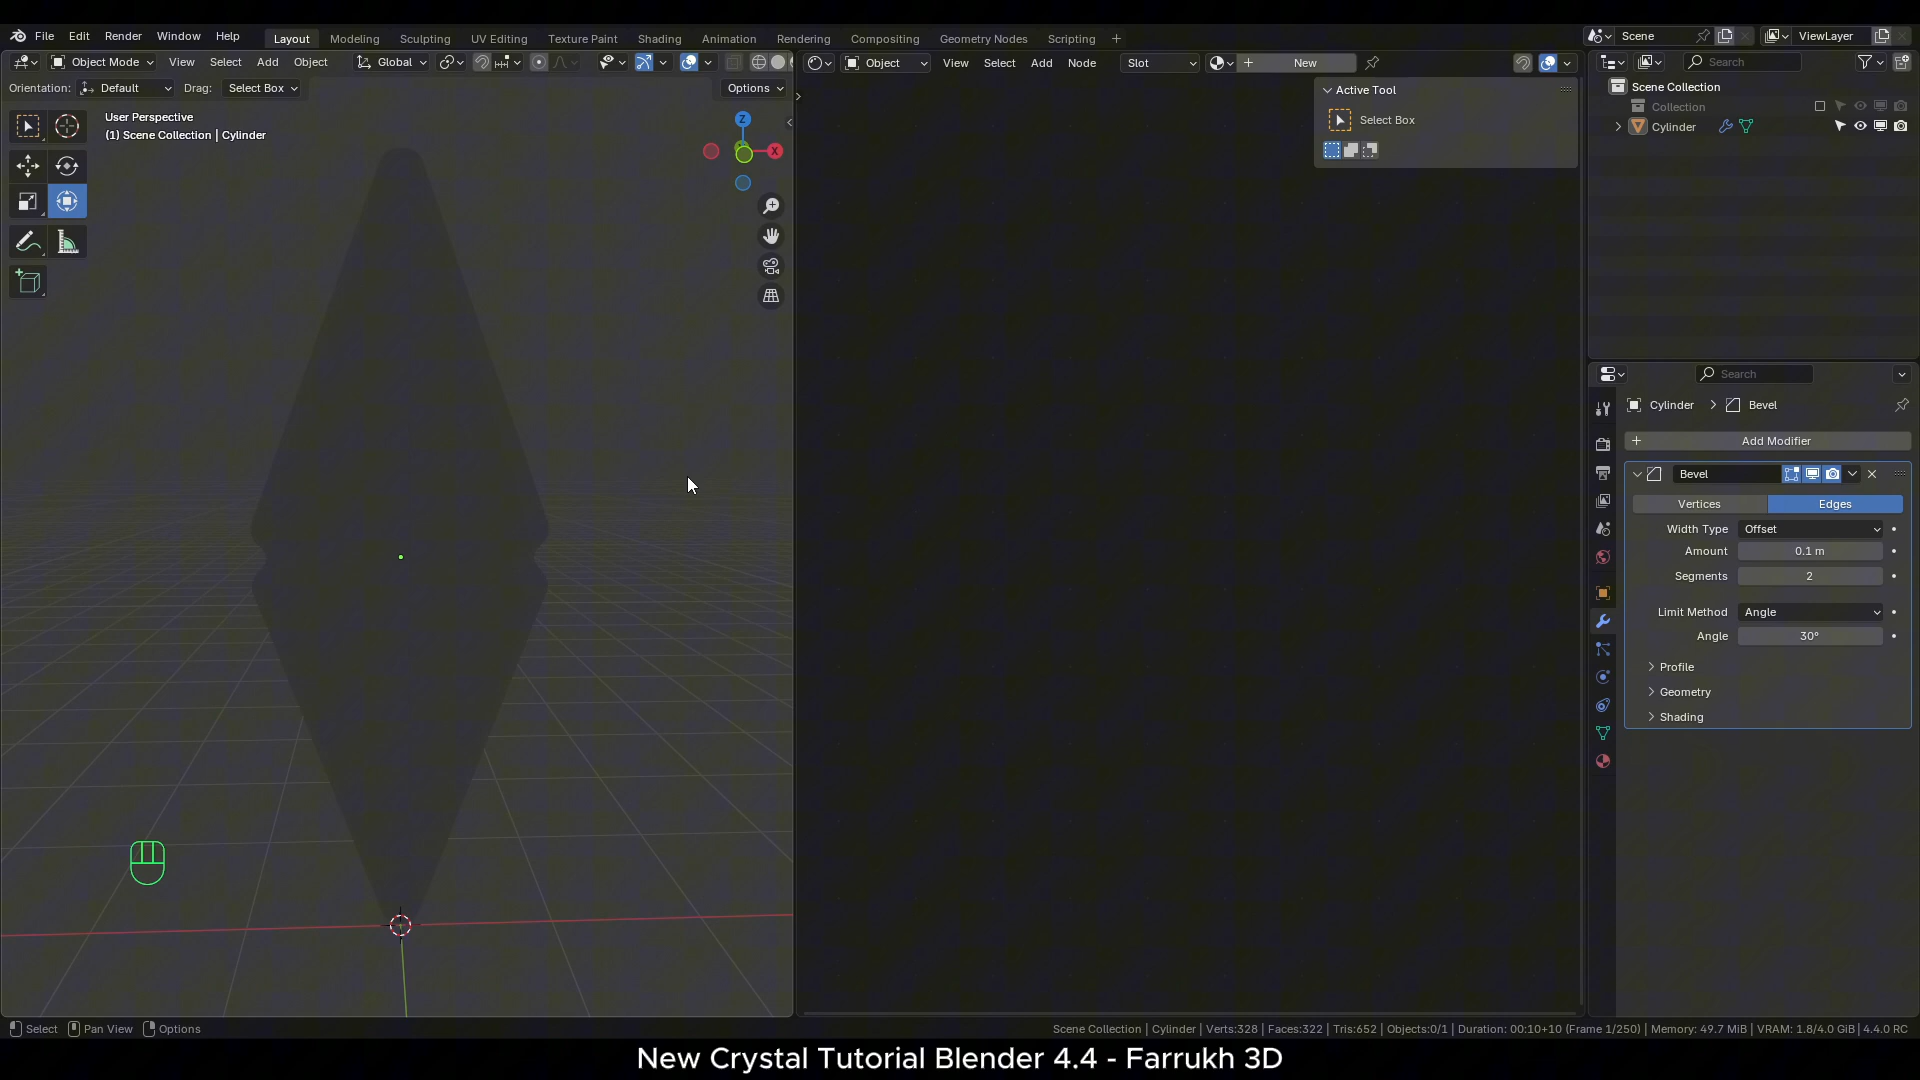 File Edit Render Window Help Layout Modeling Sculpting UV Editing Texture Paint Shading Animation Rendering Compositing Geometry Nodes Scripting + Scene ViewLayer
Object Mode View Select Add Object Global Object View Select Add Node Slot New Search
Orientation: Default Drag: Select Box Options
User Perspective
(1) Scene Collection | Cylinder
Z
X
Active Tool
Select Box
Scene Collection
Collection
Cylinder
Search
Cylinder > Bevel
Add Modifier
Bevel
Vertices Edges
Width Type Offset
Amount 0.1 m
Segments 2
Limit Method Angle
Angle 30°
Profile
Geometry
Shading
Select Pan View Options
Scene Collection | Cylinder | Verts:328 | Faces:322 | Tris:652 | Objects:0/1 | Duration: 00:10+10 (Frame 1/250) | Memory: 49.7 MiB | VRAM: 1.8/4.0 GiB | 4.4.0 RC
New Crystal Tutorial Blender 4.4 - Farrukh 3D